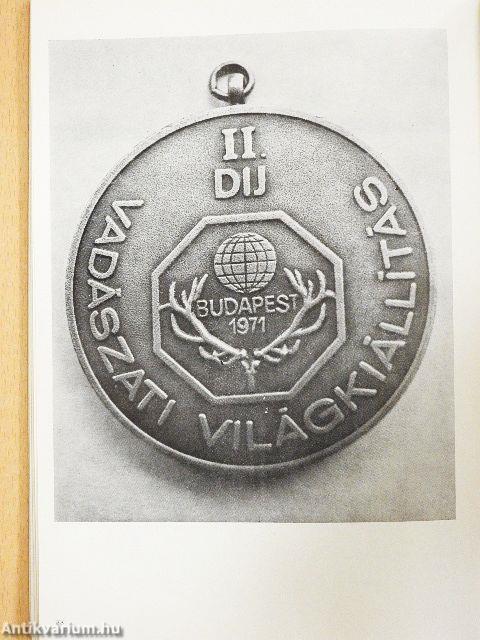 II.
DIJ
VADÁSZATI VILÁGKIÁLLÍTÁS
BUDAPEST
1971
Antikvarium.hu